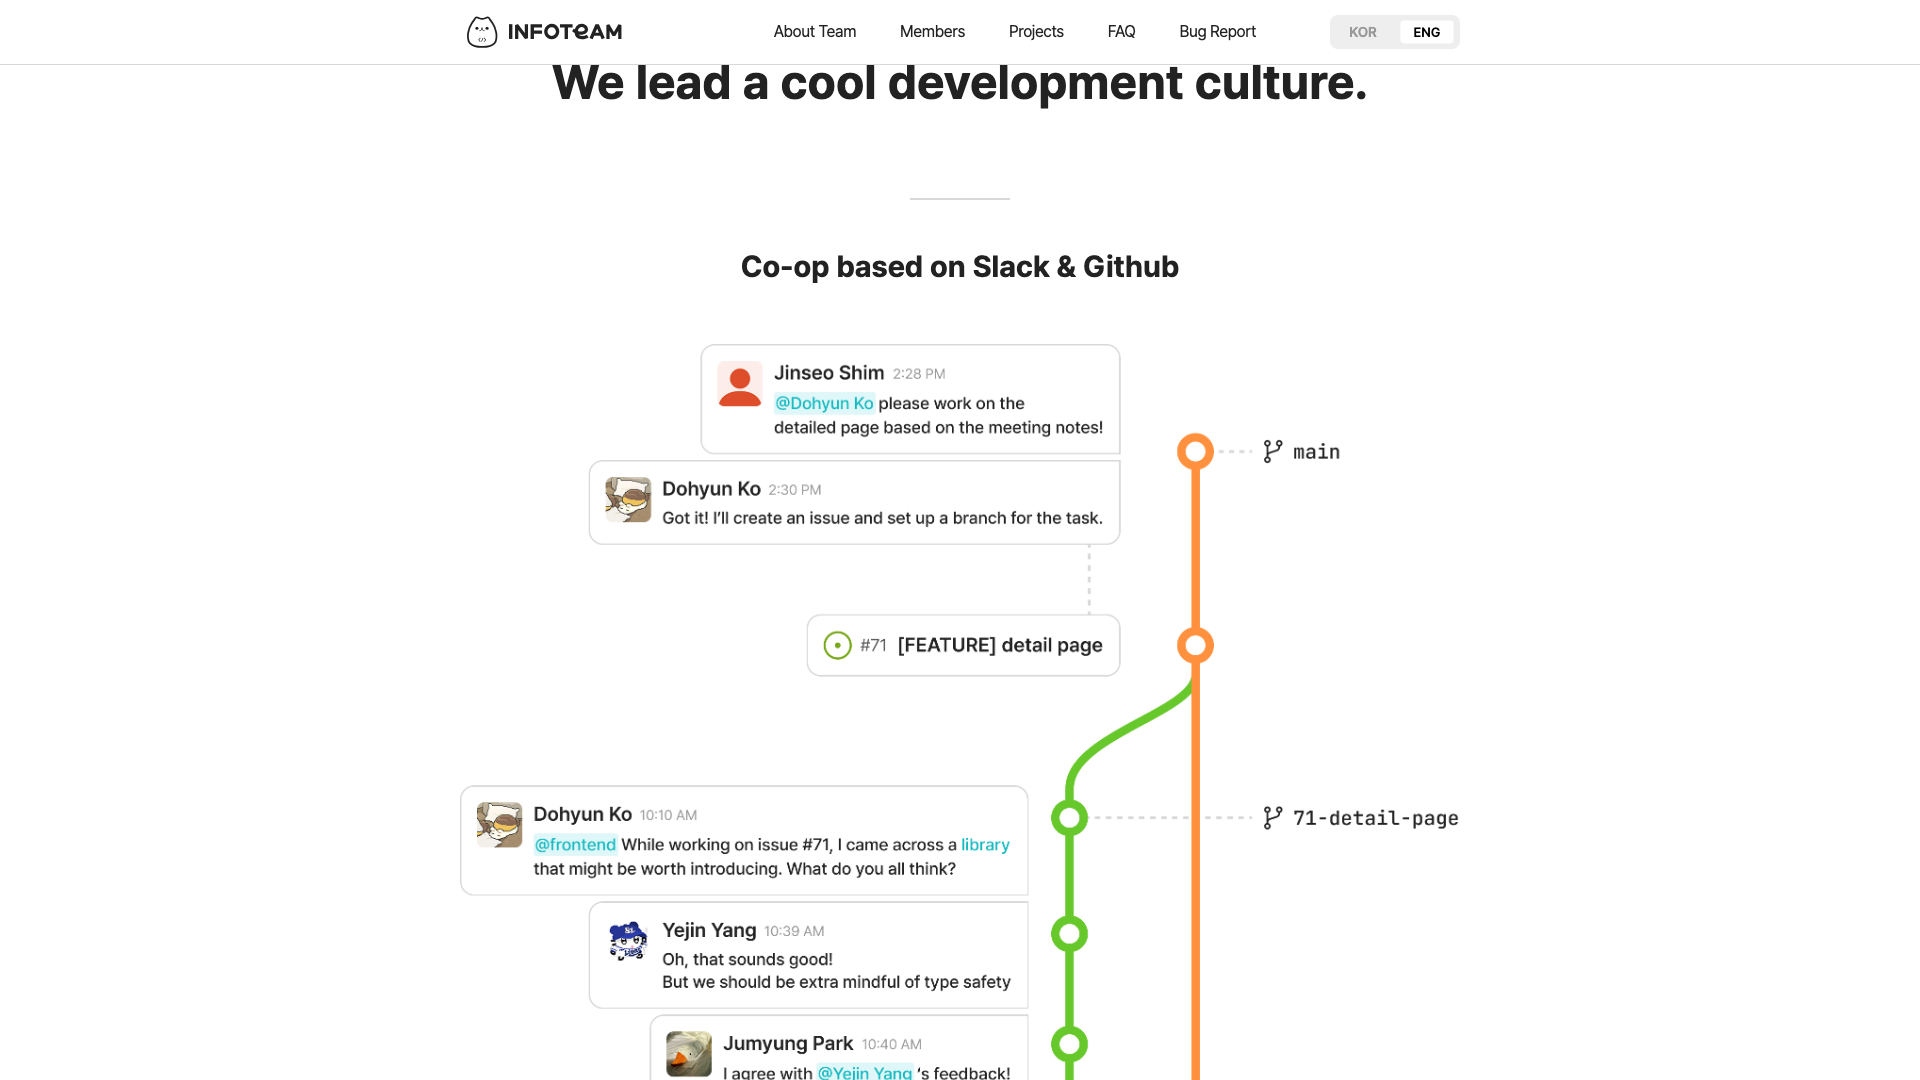 INFOTEAM
About Team
Members
Projects
FAQ
Bug Report
KOR
ENG
We lead a cool development culture.
Co-op based on Slack & Github
Jinseo Shim 2:28 PM
@Dohyun Ko please work on the
detailed page based on the meeting notes!
main
Dohyun Ko 2:30 PM
Got it! I’ll create an issue and set up a branch for the task.
#71 [FEATURE] detail page
Dohyun Ko 10:10 AM
@frontend While working on issue #71, I came across a library
that might be worth introducing. What do you all think?
71-detail-page
Yejin Yang 10:39 AM
Oh, that sounds good!
But we should be extra mindful of type safety
Jumyung Park 10:40 AM
I agree with @Yejin Yang ‘s feedback!